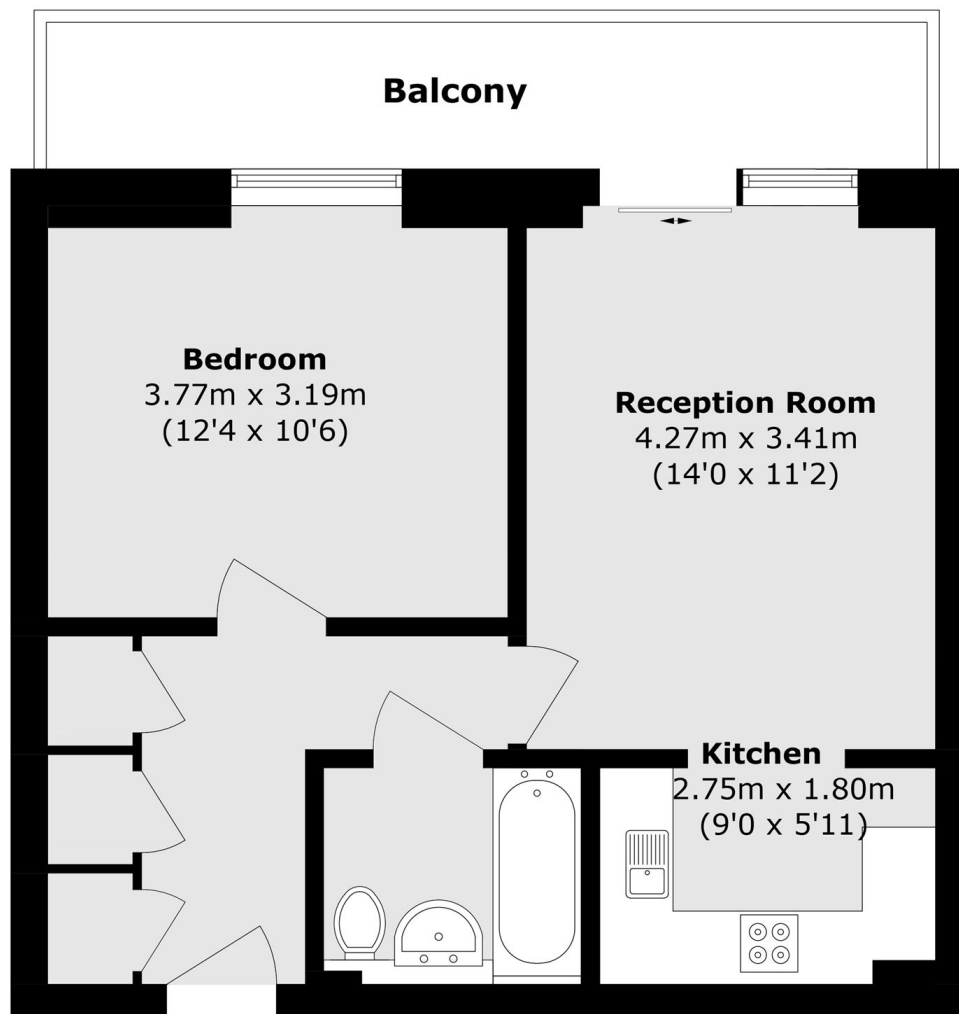 Balcony
Bedroom
3.77m x 3.19m
(12'4 x 10'6)
Reception Room
4.27m x 3.41m
(14'0 x 11'2)
Kitchen
2.75m x 1.80m
(9'0 x 5'11)